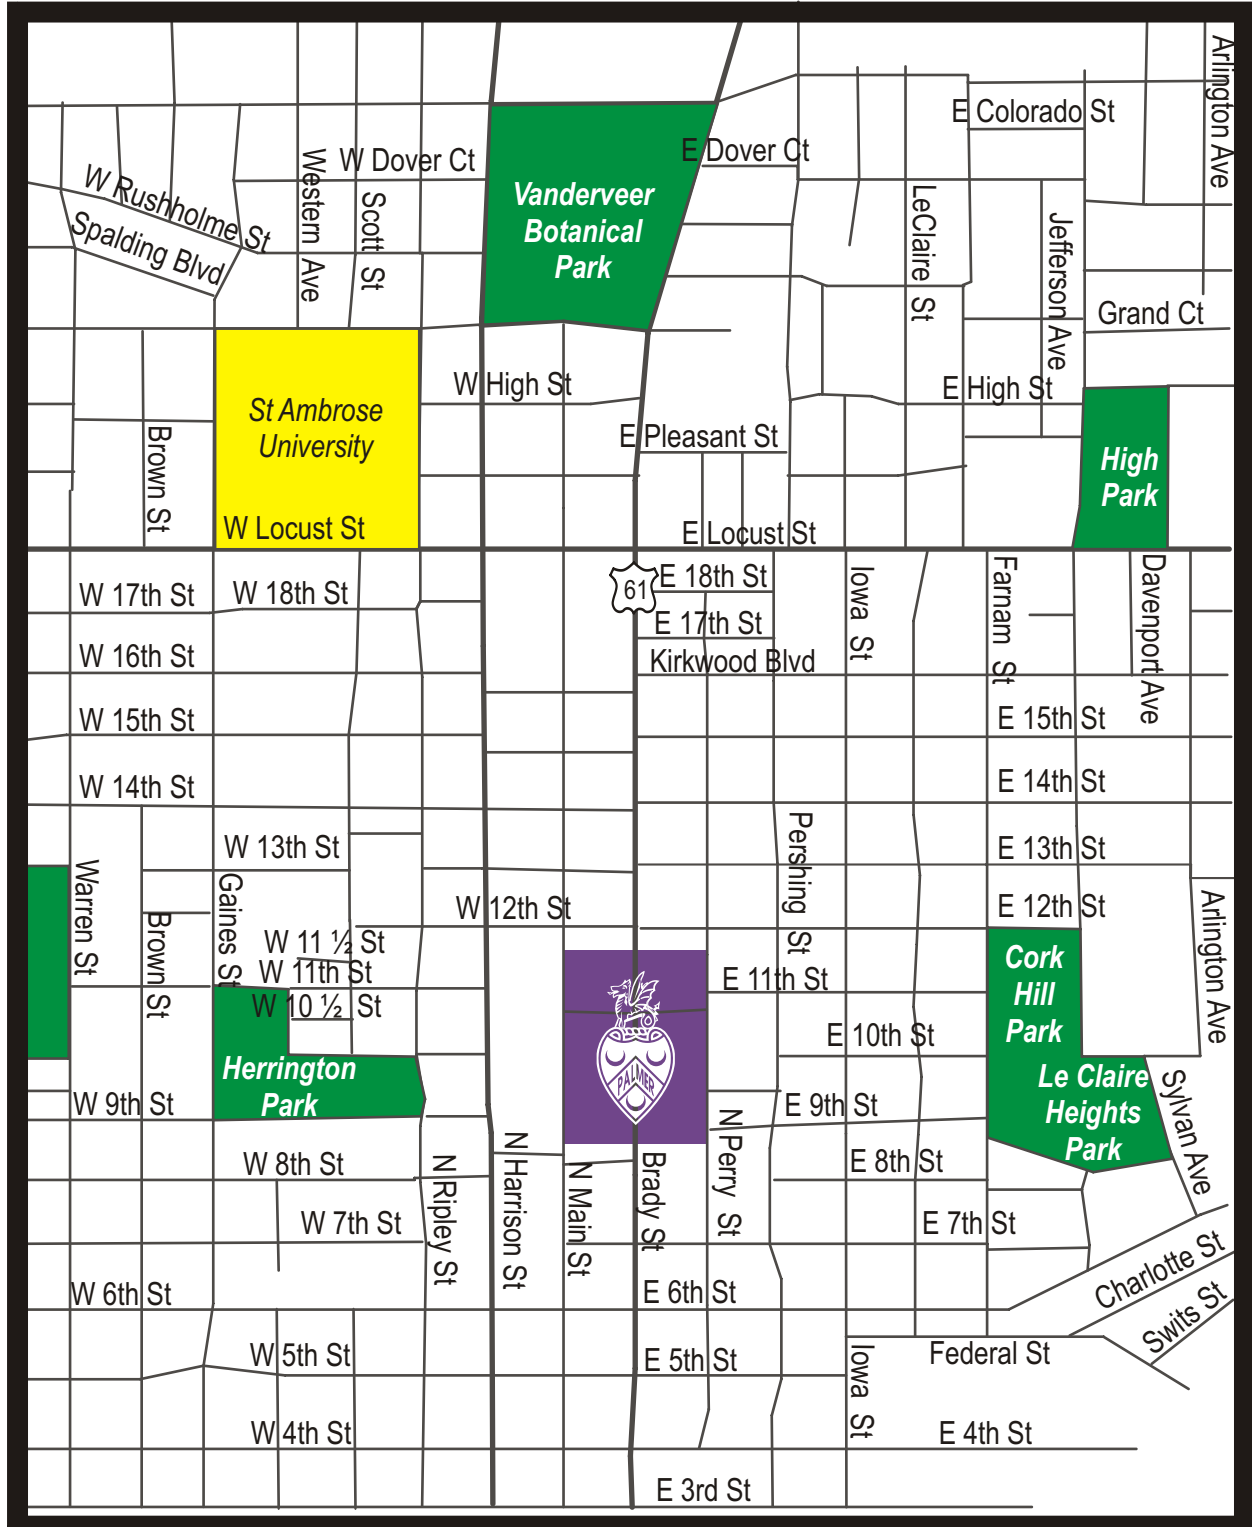 Arlington Ave
E Colorado St
W Dover Ct
E Dover Ct
Western Ave
Scott St
W Rushholme St
Spalding Blvd
Vanderveer
Botanical
Park
LeClaire St
Jefferson Ave
Grand Ct
W High St
E High St
St Ambrose
University
Brown St
E Pleasant St
High
Park
W Locust St
E Locust St
61
E 18th St
W 17th St
W 18th St
E 17th St
Iowa St
Farnam St
Davenport Ave
W 16th St
Kirkwood Blvd
W 15th St
E 15th St
W 14th St
E 14th St
Pershing St
W 13th St
E 13th St
Warren St
Gaines St
Brown St
W 12th St
E 12th St
Arlington Ave
W 11 ½ St
W 11th St
W 10 ½ St
E 11th St
Cork
Hill
Park
E 10th St
Herrington
Park
PALMER
Le Claire
Heights
Park
Sylvan Ave
W 9th St
E 9th St
N Perry St
W 8th St
E 8th St
N Ripley St
N Harrison St
N Main St
Brady St
W 7th St
E 7th St
Charlotte St
Swits St
W 6th St
E 6th St
W 5th St
E 5th St
Iowa St
Federal St
W 4th St
E 4th St
E 3rd St